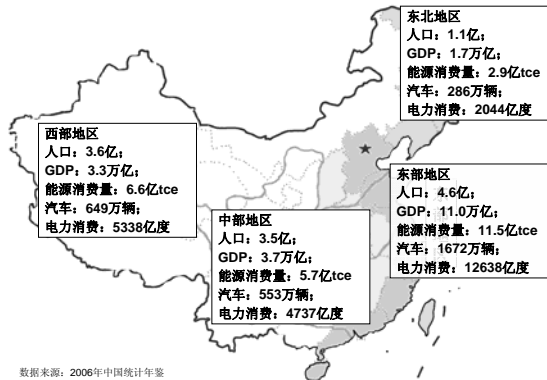 东北地区
人口：1.1亿；
GDP：1.7万亿；
能源消费量：2.9亿tce
汽车：286万辆；
电力消费：2044亿度
西部地区
人口：3.6亿；
GDP：3.3万亿；
能源消费量：6.6亿tce
汽车：649万辆；
电力消费：5338亿度
东部地区
人口：4.6亿；
GDP：11.0万亿；
能源消费量：11.5亿tce
汽车：1672万辆；
电力消费：12638亿度
中部地区
人口：3.5亿；
GDP：3.7万亿；
能源消费量：5.7亿tce
汽车：553万辆；
电力消费：4737亿度
数据来源：2006年中国统计年鉴